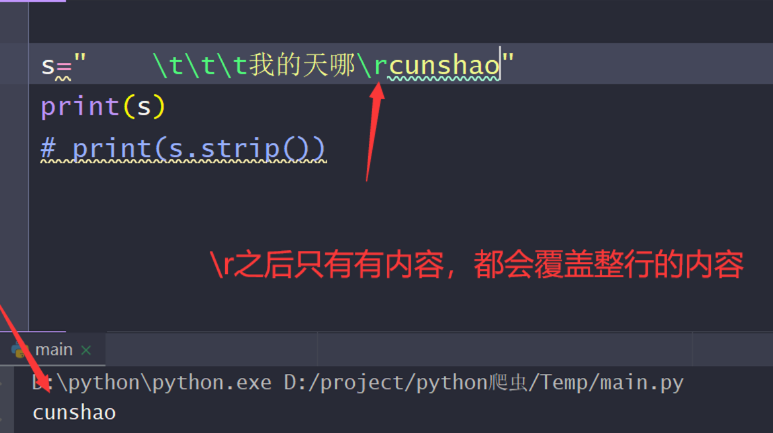 s="    \t\t\t我的天哪\rcunshao"
print(s)
# print(s.strip())
\r之后只有有内容，都会覆盖整行的内容
main ×
D:\python\python.exe D:/project/python爬虫/Temp/main.py
cunshao